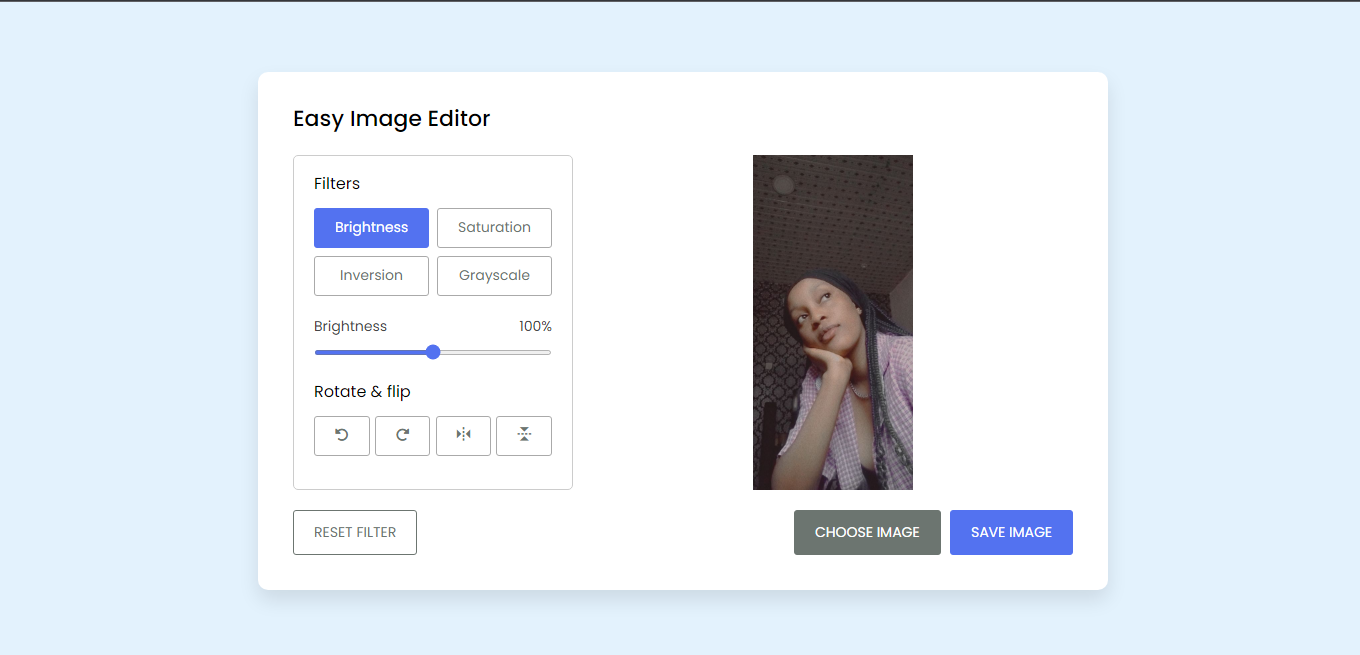 Easy Image Editor
Filters
Brightness Saturation
Inversion Grayscale
Brightness 100%
Rotate & flip
RESET FILTER CHOOSE IMAGE SAVE IMAGE